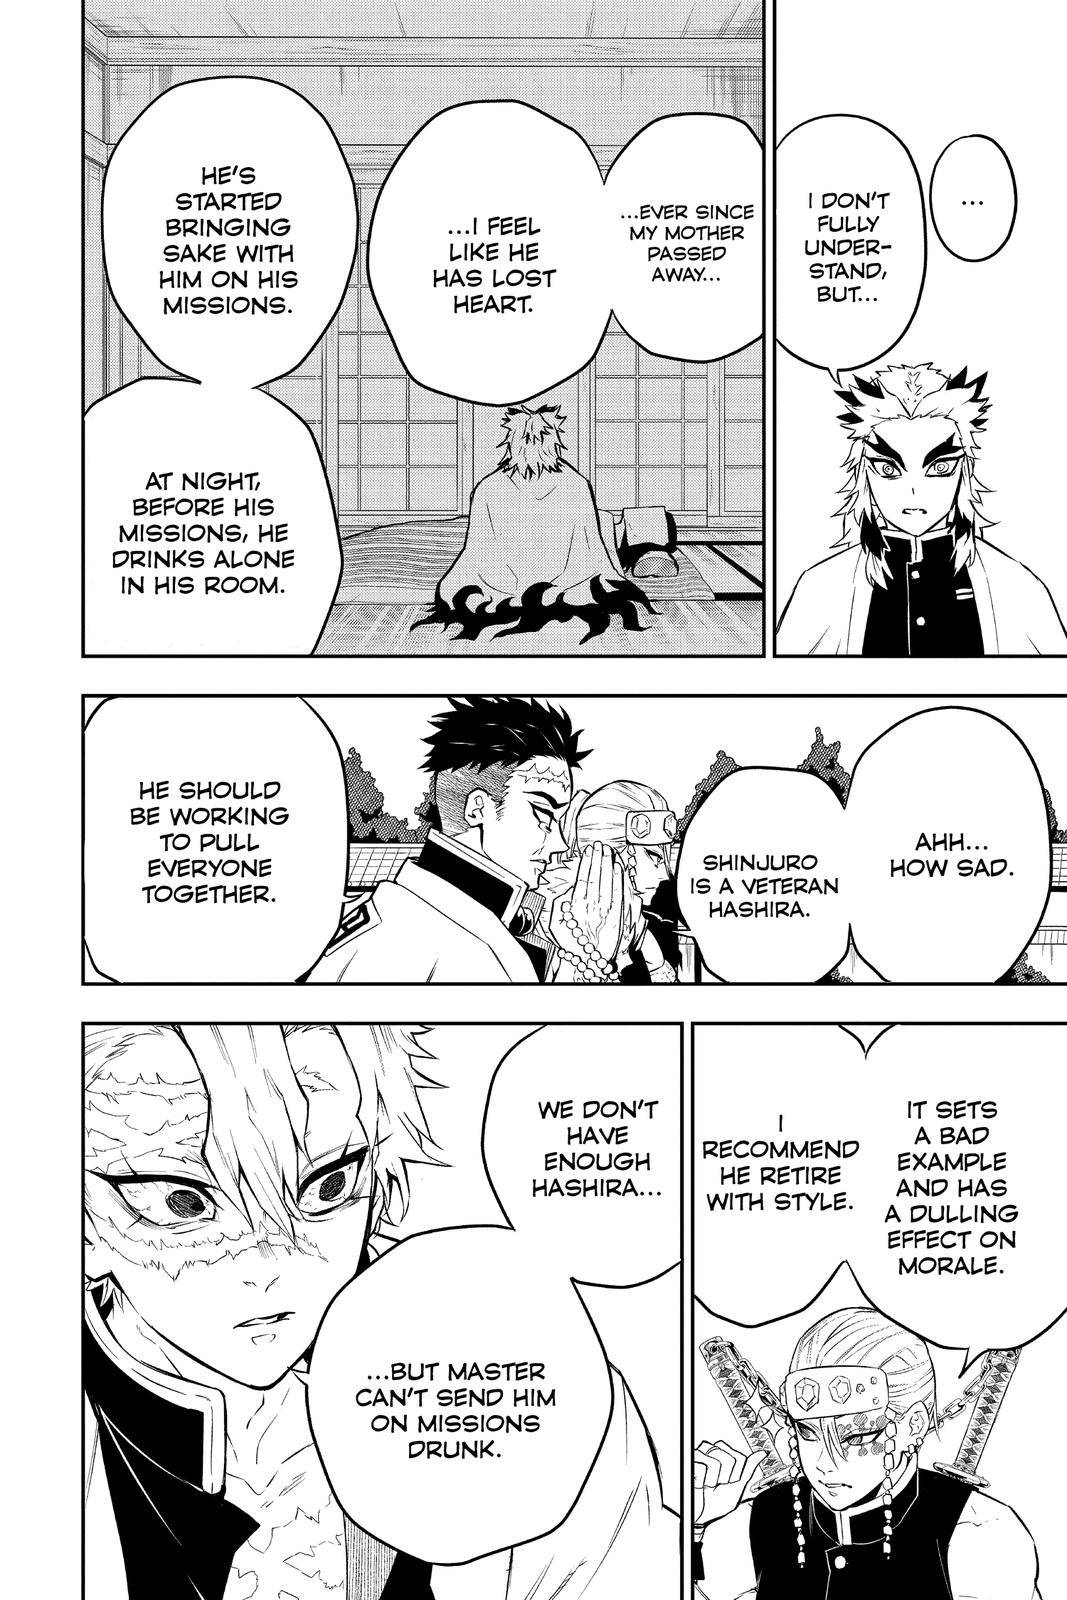 ...
I DON'T
FULLY
UNDER-
STAND,
BUT...
...EVER SINCE
MY MOTHER
PASSED
AWAY...
...I FEEL
LIKE HE
HAS LOST
HEART.
HE'S
STARTED
BRINGING
SAKE WITH
HIM ON HIS
MISSIONS.
AT NIGHT,
BEFORE HIS
MISSIONS, HE
DRINKS ALONE
IN HIS ROOM.
AHH...
HOW SAD.
SHINJURO
IS A VETERAN
HASHIRA.
HE SHOULD
BE WORKING
TO PULL
EVERYONE
TOGETHER.
IT SETS
A BAD
EXAMPLE
AND HAS
A DULLING
EFFECT ON
MORALE.
I
RECOMMEND
HE RETIRE
WITH STYLE.
WE DON'T
HAVE
ENOUGH
HASHIRA...
...BUT MASTER
CAN'T SEND HIM
ON MISSIONS
DRUNK.